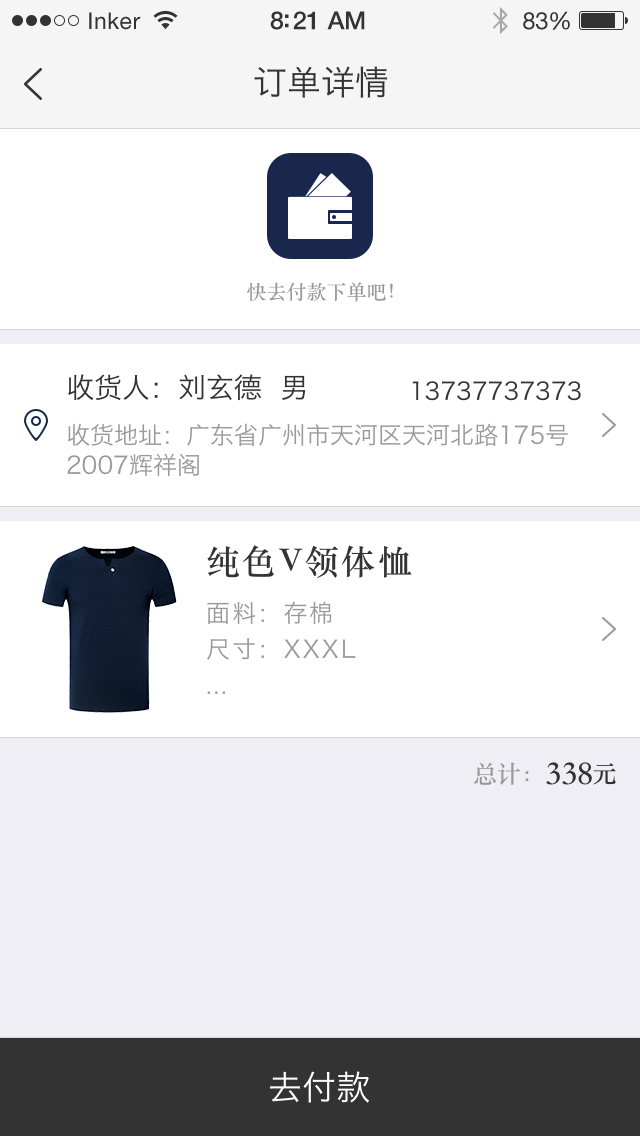 Inker 8:21 AM 83%
订单详情
快去付款下单吧！
收货人：刘玄德 男 13737737373
收货地址：广东省广州市天河区天河北路175号
2007辉祥阁
纯色V领体恤
面料：存棉
尺寸：XXXL
...
总计：338元
去付款